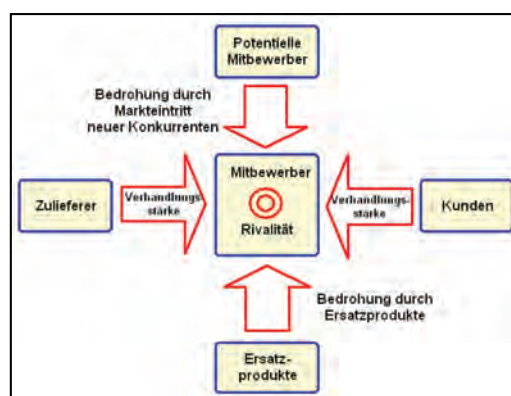 Potentielle
Mitbewerber
Bedrohung durch
Markteintritt
neuer Konkurrenten
Zulieferer
Verhandlungs
stärke
Mitbewerber
Rivalität
Verhandlungs-
stärke
Kunden
Bedrohung durch
Ersatzprodukte
Ersatz-
produkte